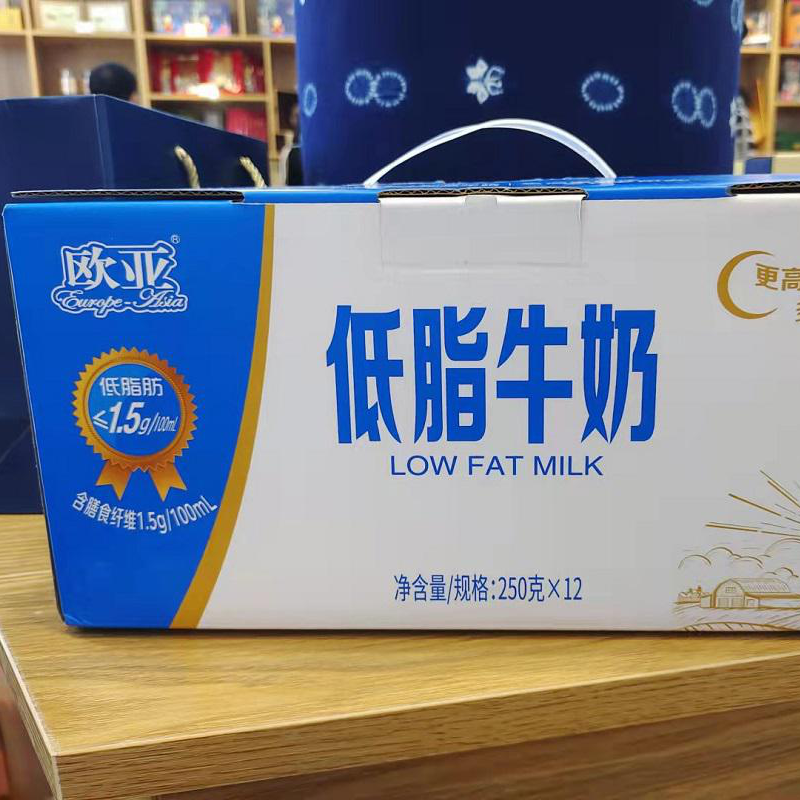 欧亚®
Europe-Asia
低脂肪
≤1.5g/100mL
含膳食纤维1.5g/100mL
低脂牛奶
LOW FAT MILK
净含量/规格:250克×12
更高